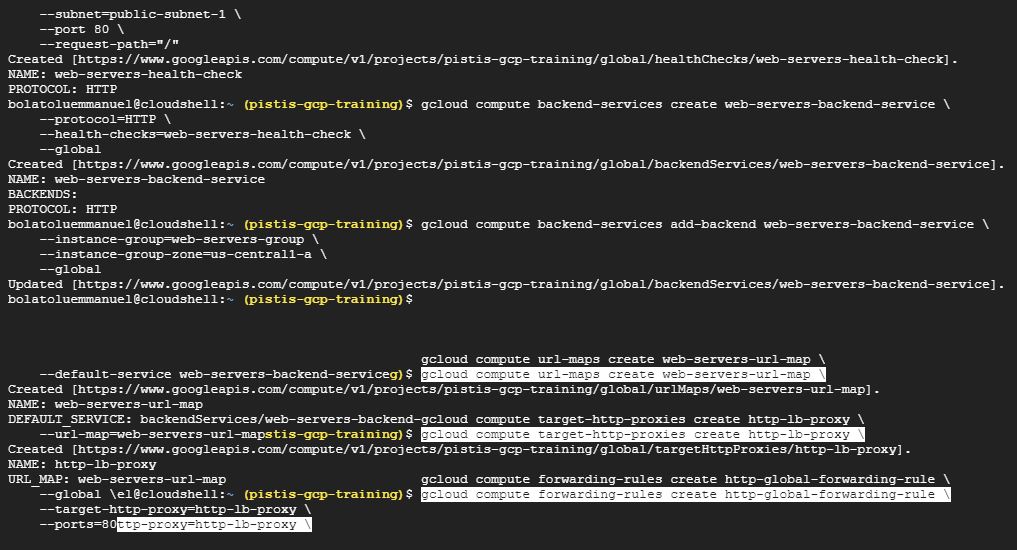 --subnet=public-subnet-1 \
--port 80 \
--request-path="/"
Created [https://www.googleapis.com/compute/v1/projects/pistis-gcp-training/global/healthChecks/web-servers-health-check].
NAME: web-servers-health-check
PROTOCOL: HTTP
bolatoluemmanuel@cloudshell:~ (pistis-gcp-training)$ gcloud compute backend-services create web-servers-backend-service \
--protocol=HTTP \
--health-checks=web-servers-health-check \
--global
Created [https://www.googleapis.com/compute/v1/projects/pistis-gcp-training/global/backendServices/web-servers-backend-service].
NAME: web-servers-backend-service
BACKENDS:
PROTOCOL: HTTP
bolatoluemmanuel@cloudshell:~ (pistis-gcp-training)$ gcloud compute backend-services add-backend web-servers-backend-service \
--instance-group=web-servers-group \
--instance-group-zone=us-central1-a \
--global
Updated [https://www.googleapis.com/compute/v1/projects/pistis-gcp-training/global/backendServices/web-servers-backend-service].
bolatoluemmanuel@cloudshell:~ (pistis-gcp-training)$
gcloud compute url-maps create web-servers-url-map \
--default-service web-servers-backend-serviceg)$ gcloud compute url-maps create web-servers-url-map \
Created [https://www.googleapis.com/compute/v1/projects/pistis-gcp-training/global/urlMaps/web-servers-url-map].
NAME: web-servers-url-map
DEFAULT_SERVICE: backendServices/web-servers-backend-gcloud compute target-http-proxies create http-lb-proxy \
--url-map=web-servers-url-mapstis-gcp-training)$ gcloud compute target-http-proxies create http-lb-proxy \
Created [https://www.googleapis.com/compute/v1/projects/pistis-gcp-training/global/targetHttpProxies/http-lb-proxy].
NAME: http-lb-proxy
URL_MAP: web-servers-url-map gcloud compute forwarding-rules create http-global-forwarding-rule \
--global \el@cloudshell:~ (pistis-gcp-training)$ gcloud compute forwarding-rules create http-global-forwarding-rule \
--target-http-proxy=http-lb-proxy \
--ports=80ttp-proxy=http-lb-proxy \